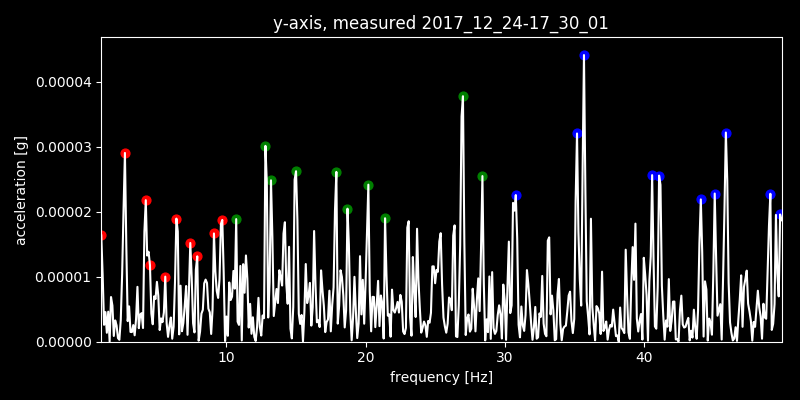 y-axis, measured 2017_12_24-17_30_01
0.00004
0.00003
0.00002
0.00001
0.00000
acceleration [g]
10 20 30 40
frequency [Hz]